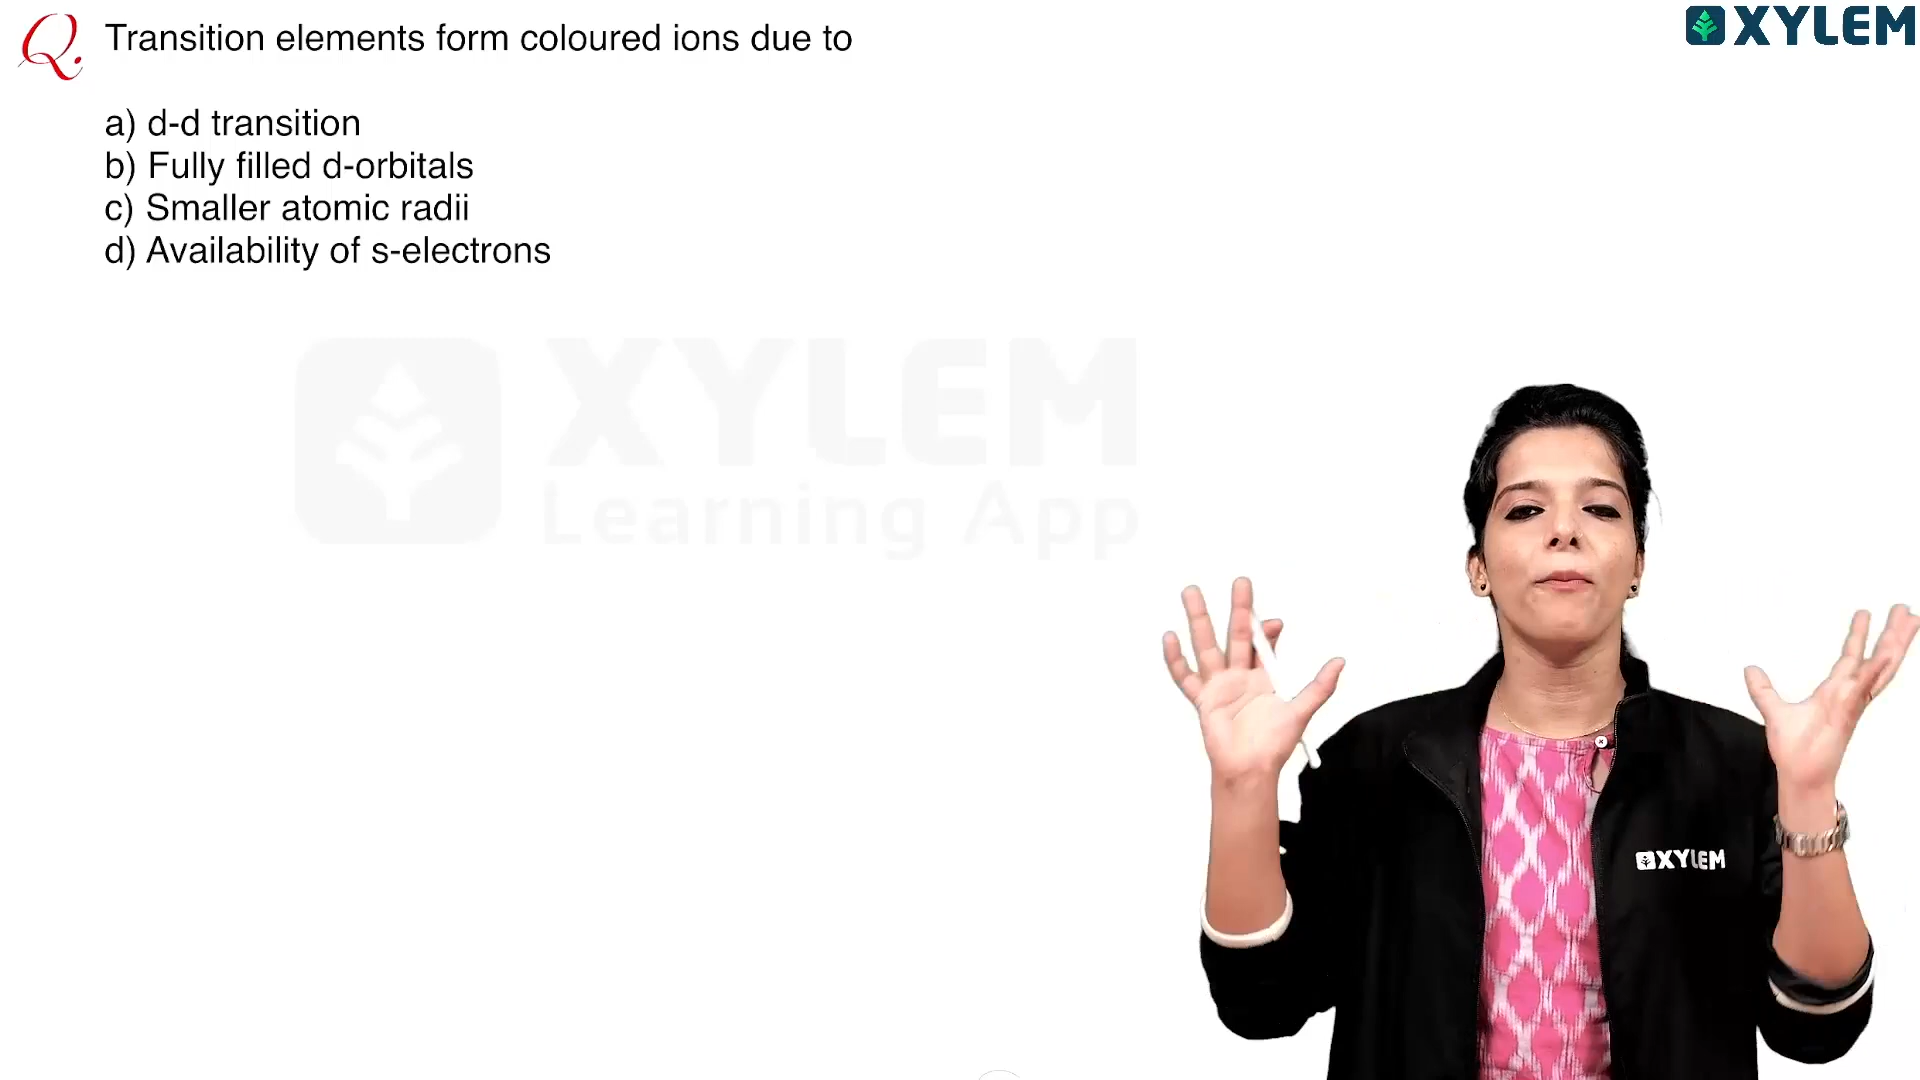 Q. Transition elements form coloured ions due to
XYLEM
a) d-d transition
b) Fully filled d-orbitals
c) Smaller atomic radii
d) Availability of s-electrons
XYLEM
Learning App
XYLEM